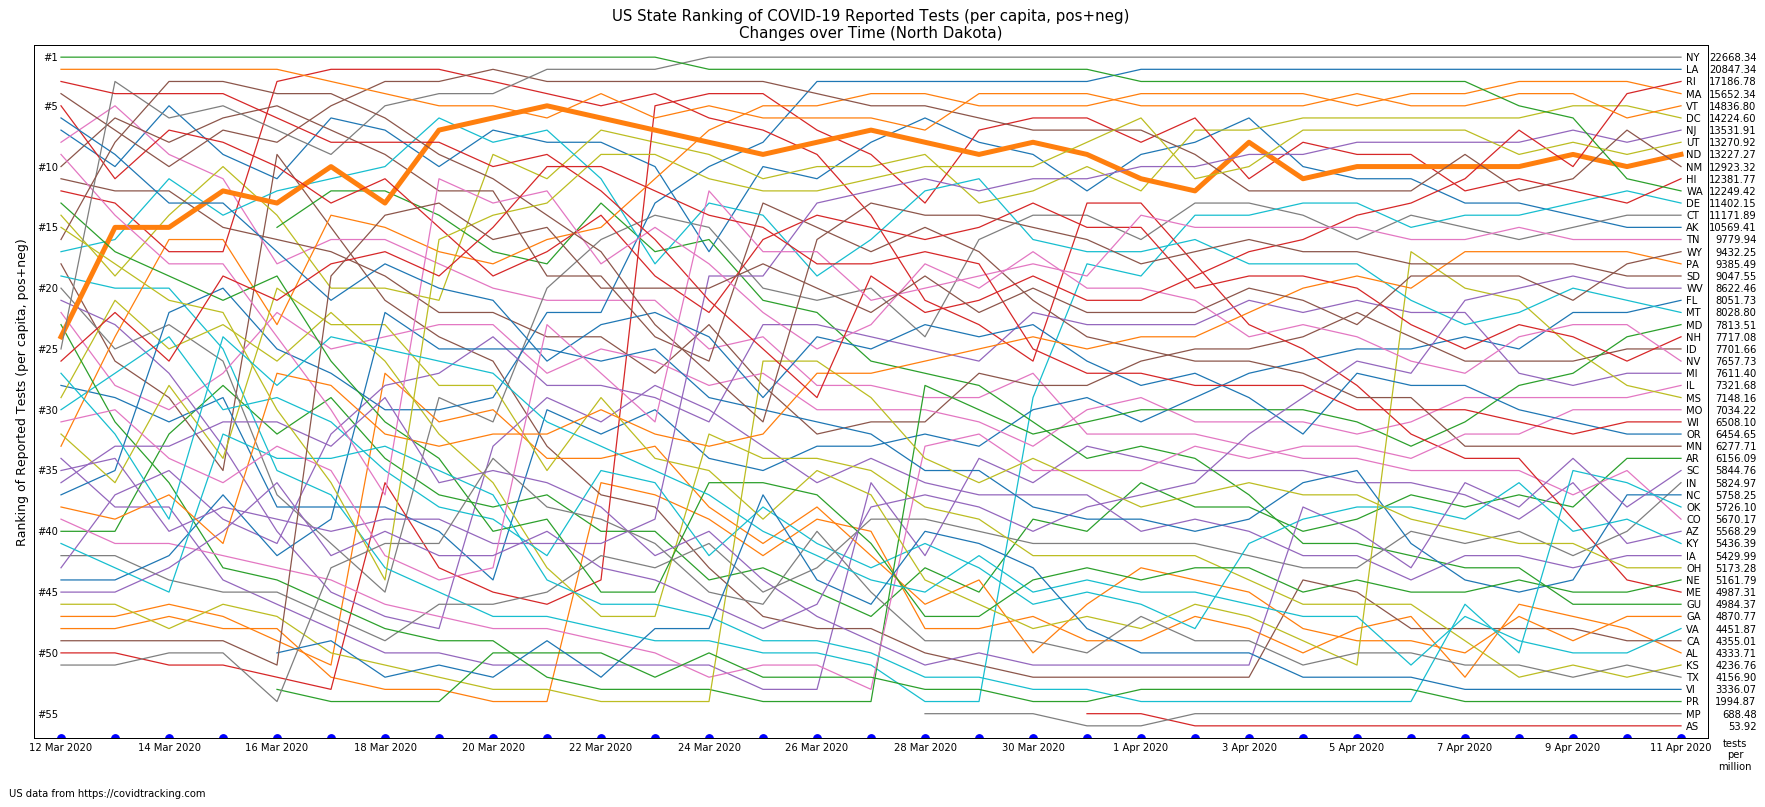 US State Ranking of COVID-19 Reported Tests (per capita, pos+neg)
Changes over Time (North Dakota)
Ranking of Reported Tests (per capita, pos+neg)
#1
#5
#10
#15
#20
#25
#30
#35
#40
#45
#50
#55
NY 22668.34
LA 20847.34
RI 17186.78
MA 15652.34
VT 14836.80
DC 14224.60
NJ 13531.91
UT 13270.92
ND 13227.27
NM 12923.32
HI 12381.77
WA 12249.42
DE 11402.15
CT 11171.89
AK 10569.41
TN 9779.94
WY 9432.25
PA 9385.49
SD 9047.55
WV 8622.46
FL 8051.73
MT 8028.80
MD 7813.51
NH 7717.08
ID 7701.66
NV 7657.73
MI 7611.40
IL 7321.68
MS 7148.16
MO 7034.22
WI 6508.10
OR 6454.65
MN 6277.71
AR 6156.09
SC 5844.76
IN 5824.97
NC 5758.25
OK 5726.10
CO 5670.17
AZ 5568.29
KY 5436.39
IA 5429.99
OH 5173.28
NE 5161.79
ME 4987.31
GU 4984.37
GA 4870.77
VA 4451.87
CA 4355.01
AL 4333.71
KS 4236.76
TX 4156.90
VI 3336.07
PR 1994.87
MP 688.48
AS 53.92
12 Mar 2020
14 Mar 2020
16 Mar 2020
18 Mar 2020
20 Mar 2020
22 Mar 2020
24 Mar 2020
26 Mar 2020
28 Mar 2020
30 Mar 2020
1 Apr 2020
3 Apr 2020
5 Apr 2020
7 Apr 2020
9 Apr 2020
11 Apr 2020
tests
per
million
US data from https://covidtracking.com